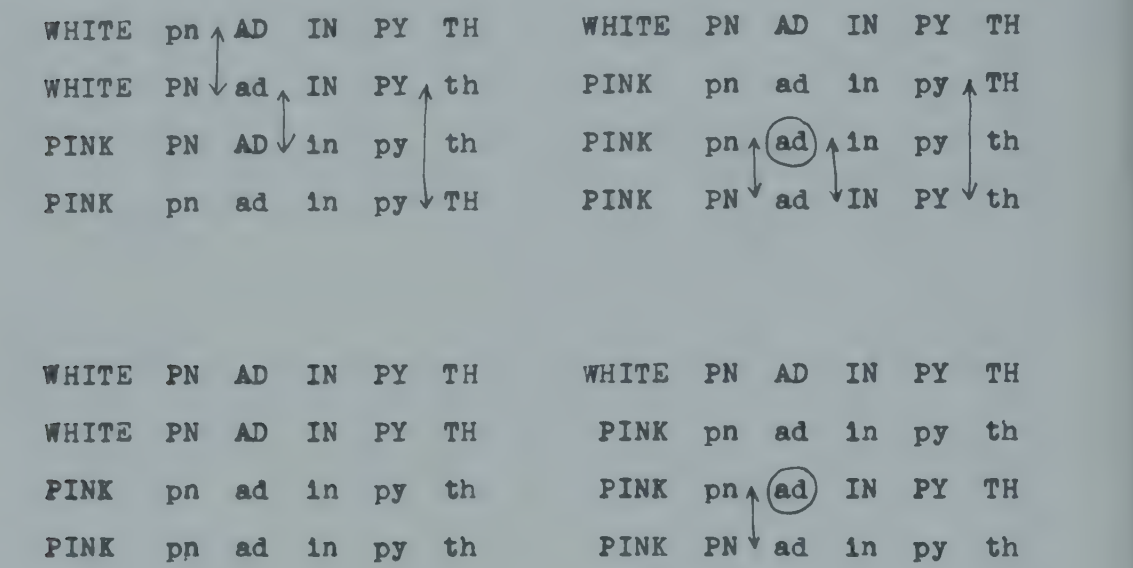 WHITE pn AD IN PY TH
WHITE PN ad IN PY th
PINK PN AD in py th
PINK pn ad in py TH
WHITE PN AD IN PY TH
PINK pn ad in py TH
PINK pn ad in py th
PINK PN ad IN PY th
WHITE PN AD IN PY TH
WHITE PN AD IN PY TH
PINK pn ad in py th
PINK pn ad in py th
WHITE PN AD IN PY TH
PINK pn ad in py th
PINK pn ad IN PY TH
PINK PN ad in py th